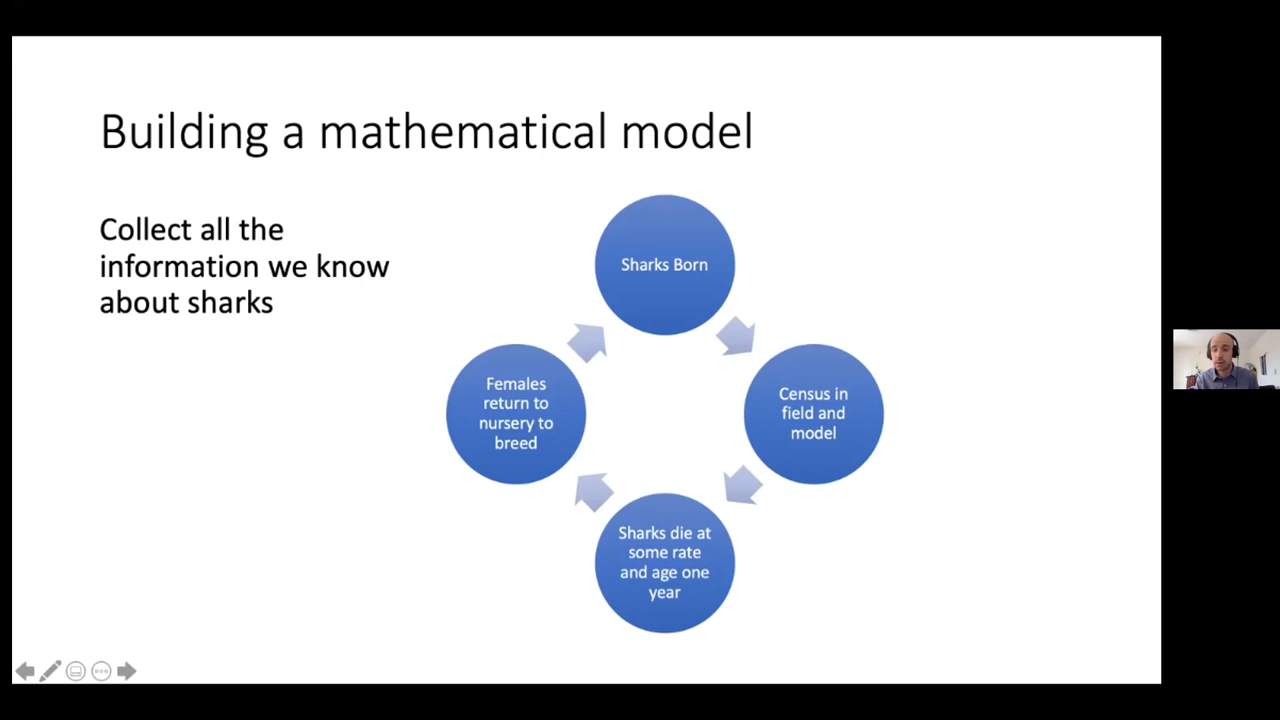 Building a mathematical model
Collect all the
information we know
about sharks
Sharks Born
Census in
field and
model
Sharks die at
some rate
and age one
year
Females
return to
nursery to
breed